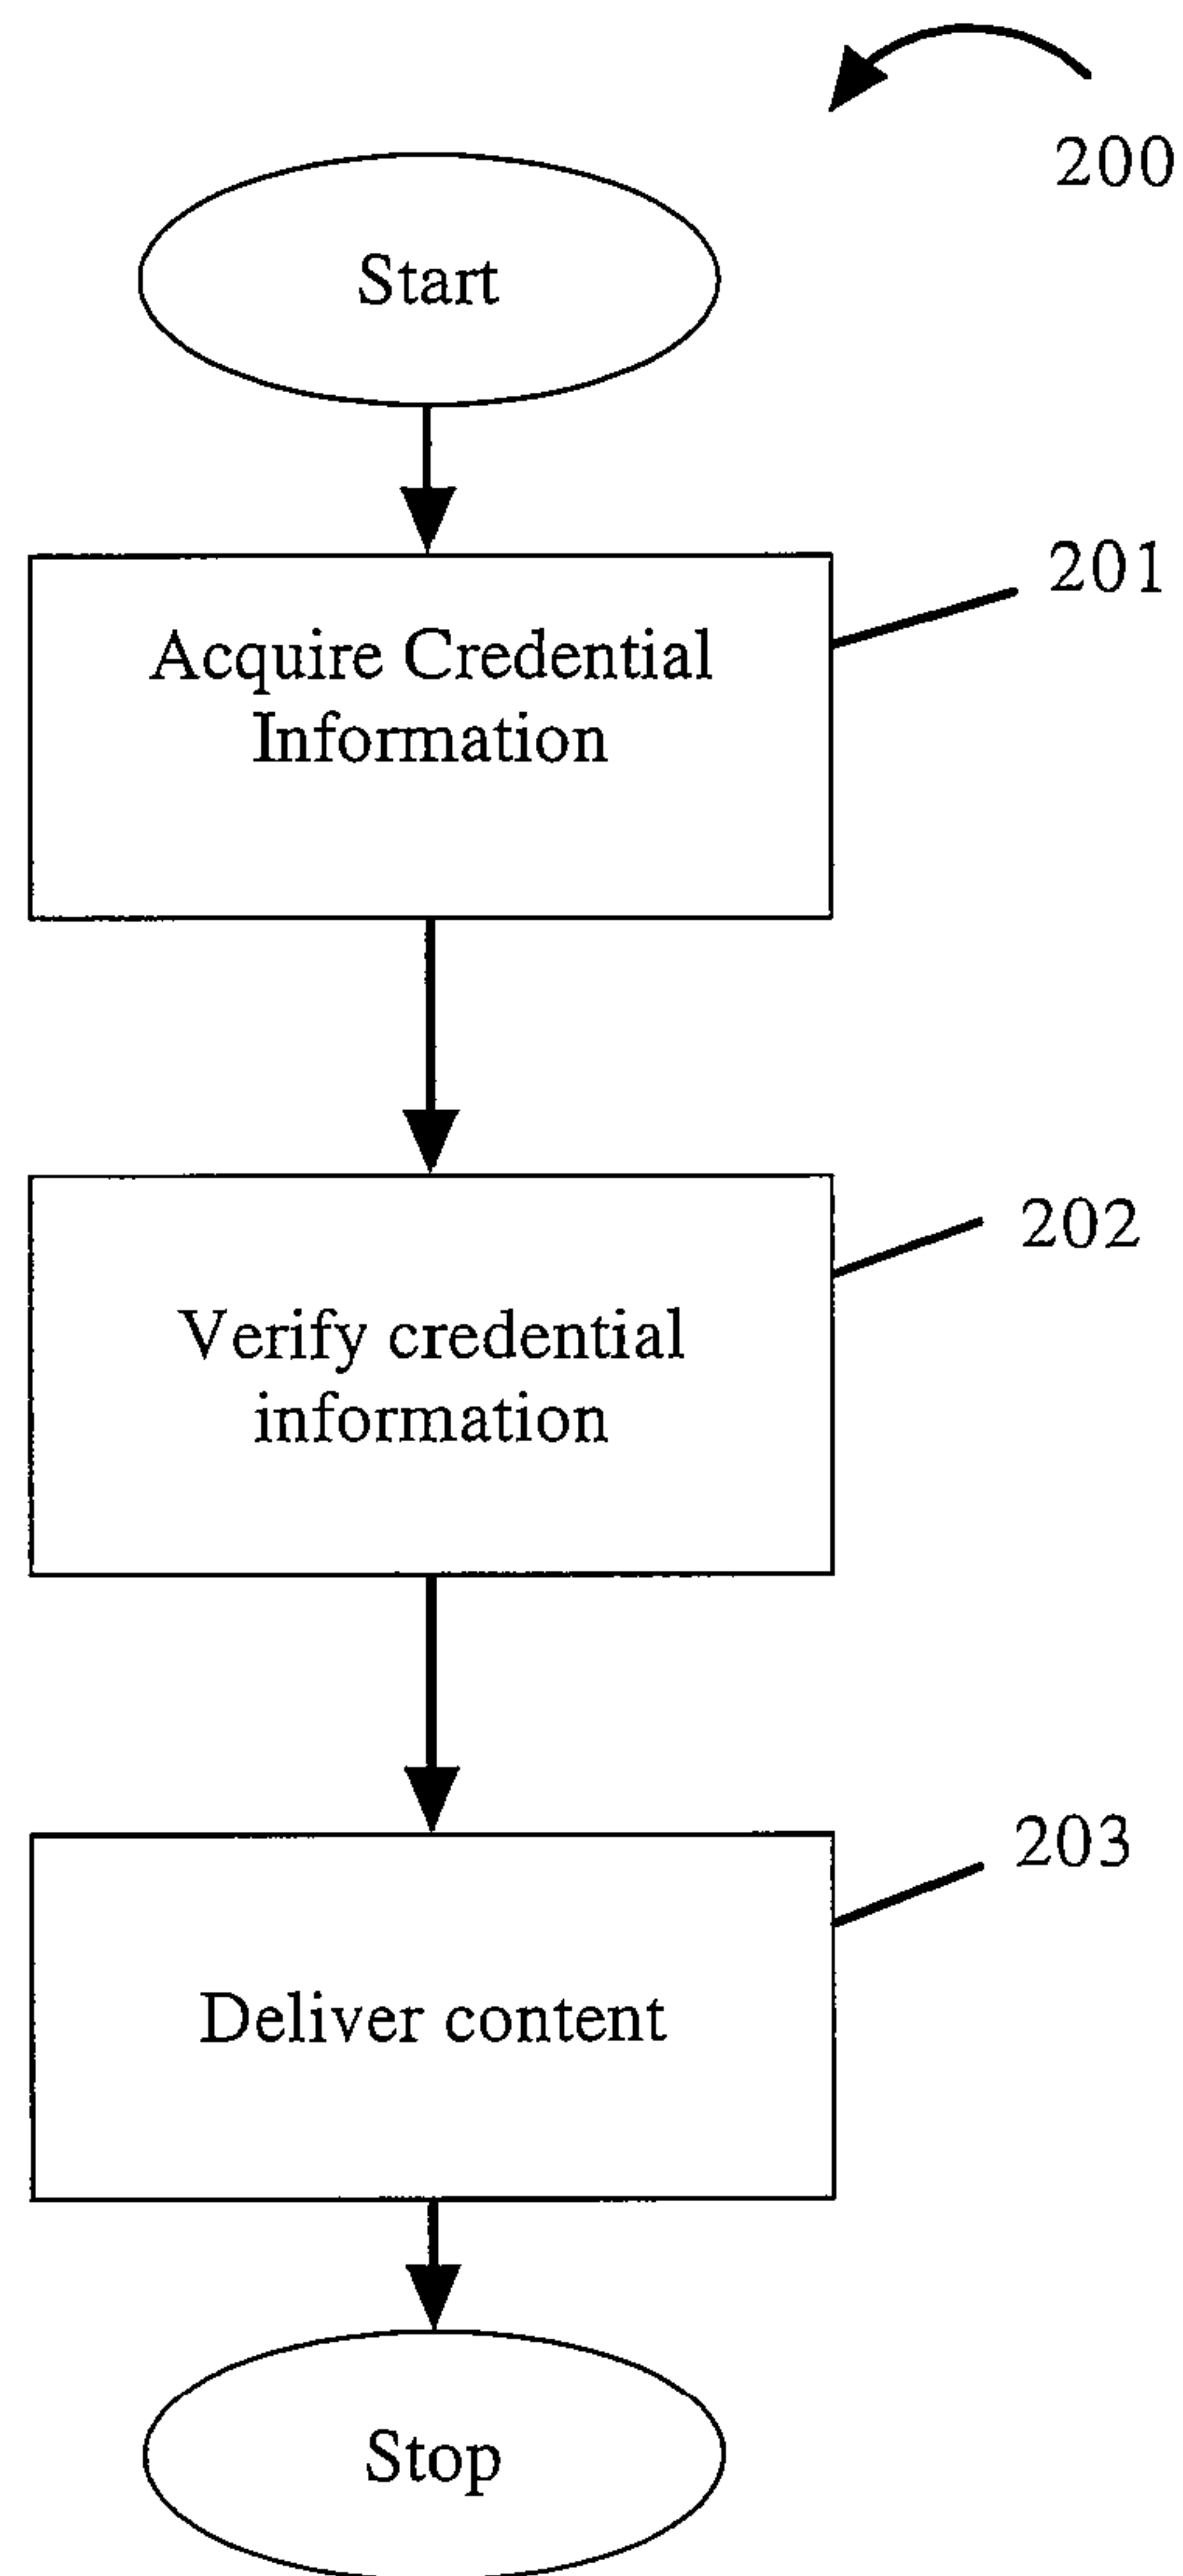 200
Start
201
Acquire Credential
Information
202
Verify credential
information
203
Deliver content
Stop